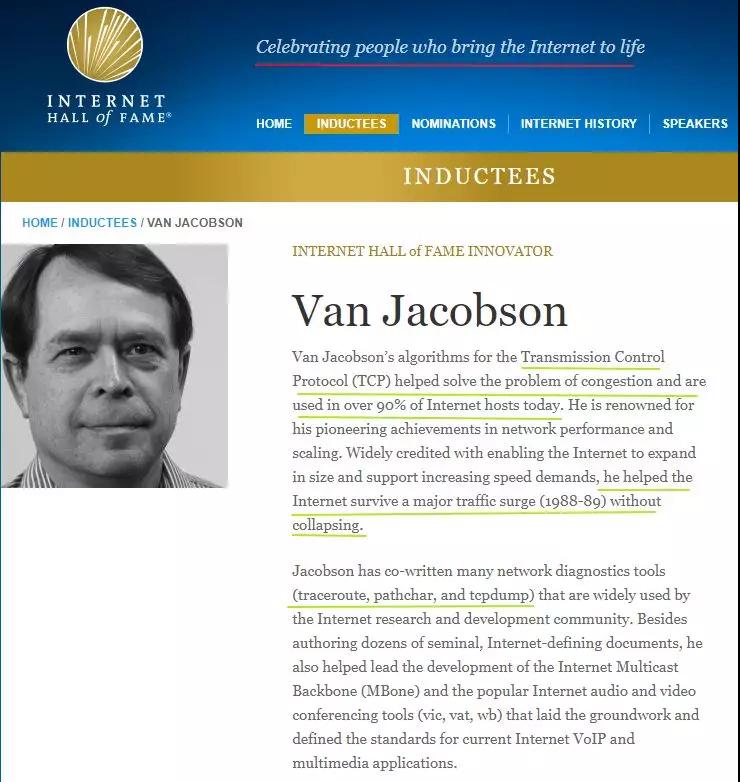 Celebrating people who bring the Internet to life
INTERNET
HALL of FAME®
HOME INDUCTEES NOMINATIONS INTERNET HISTORY SPEAKERS
INDUCTEES
HOME / INDUCTEES / VAN JACOBSON
INTERNET HALL of FAME INNOVATOR
Van Jacobson
Van Jacobson’s algorithms for the Transmission Control
Protocol (TCP) helped solve the problem of congestion and are
used in over 90% of Internet hosts today. He is renowned for
his pioneering achievements in network performance and
scaling. Widely credited with enabling the Internet to expand
in size and support increasing speed demands, he helped the
Internet survive a major traffic surge (1988-89) without
collapsing.
Jacobson has co-written many network diagnostics tools
(traceroute, pathchar, and tcpdump) that are widely used by
the Internet research and development community. Besides
authoring dozens of seminal, Internet-defining documents, he
also helped lead the development of the Internet Multicast
Backbone (MBone) and the popular Internet audio and video
conferencing tools (vic, vat, wb) that laid the groundwork and
defined the standards for current Internet VoIP and
multimedia applications.